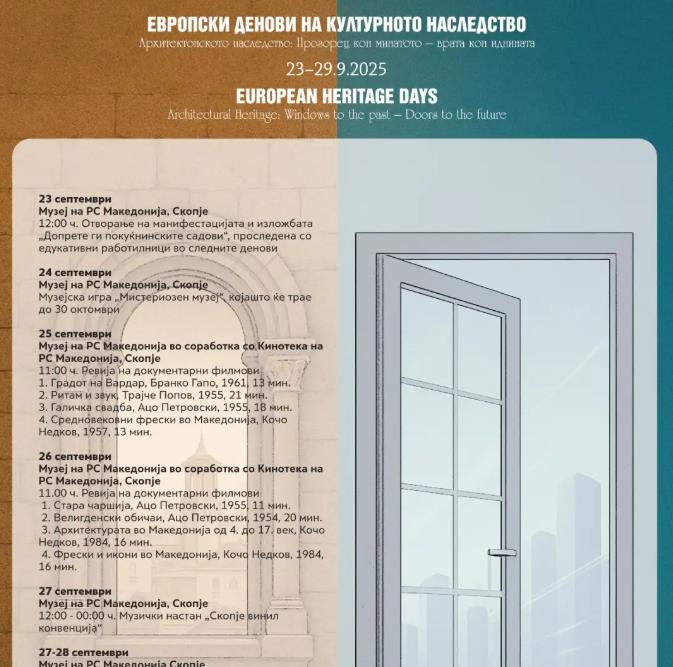 ЕВРОПСКИ ДЕНОВИ НА КУЛТУРНОТО НАСЛЕДСТВО
Архитектонското наследство: Прозорец кон минатото – врата кон иднината
23–29.9.2025
EUROPEAN HERITAGE DAYS
Architectural Heritage: Windows to the past – Doors to the future
23 септември
Музеј на РС Македонија, Скопје
12:00 ч. Отворање на манифестацијата и изложбата
„Допрете ги покуќнинските садови“, проследена со
едукативни работилници во следните денови
24 септември
Музеј на РС Македонија, Скопје
Музејска игра „Мистериозен музеј“, којашто ќе трае
до 30 октомври
25 септември
Музеј на РС Македонија во соработка со Кинотека на
РС Македонија, Скопје
11:00 ч. Ревија на документарни филмови
1. Градот на Вардар, Бранко Гапо, 1961, 13 мин.
2. Ритам и звук, Трајче Попов, 1955, 21 мин.
3. Галичка свадба, Ацо Петровски, 1955, 18 мин.
4. Средновековни фрески во Македонија, Кочо
Недков, 1957, 13 мин.
26 септември
Музеј на РС Македонија во соработка со Кинотека на
РС Македонија, Скопје
11.00 ч. Ревија на документарни филмови
1. Стара чаршија, Ацо Петровски, 1955, 11 мин.
2. Велигденски обичаи, Ацо Петровски, 1954, 20 мин.
3. Архитектурата во Македонија од 4. до 17. век, Кочо
Недков, 1984, 16 мин.
4. Фрески и икони во Македонија, Кочо Недков, 1984,
16 мин.
27 септември
Музеј на РС Македонија, Скопје
12:00 - 00:00 ч. Музички настан „Скопје винил
конвенција“
27-28 септември
Музеј на РС Македонија, Скопје